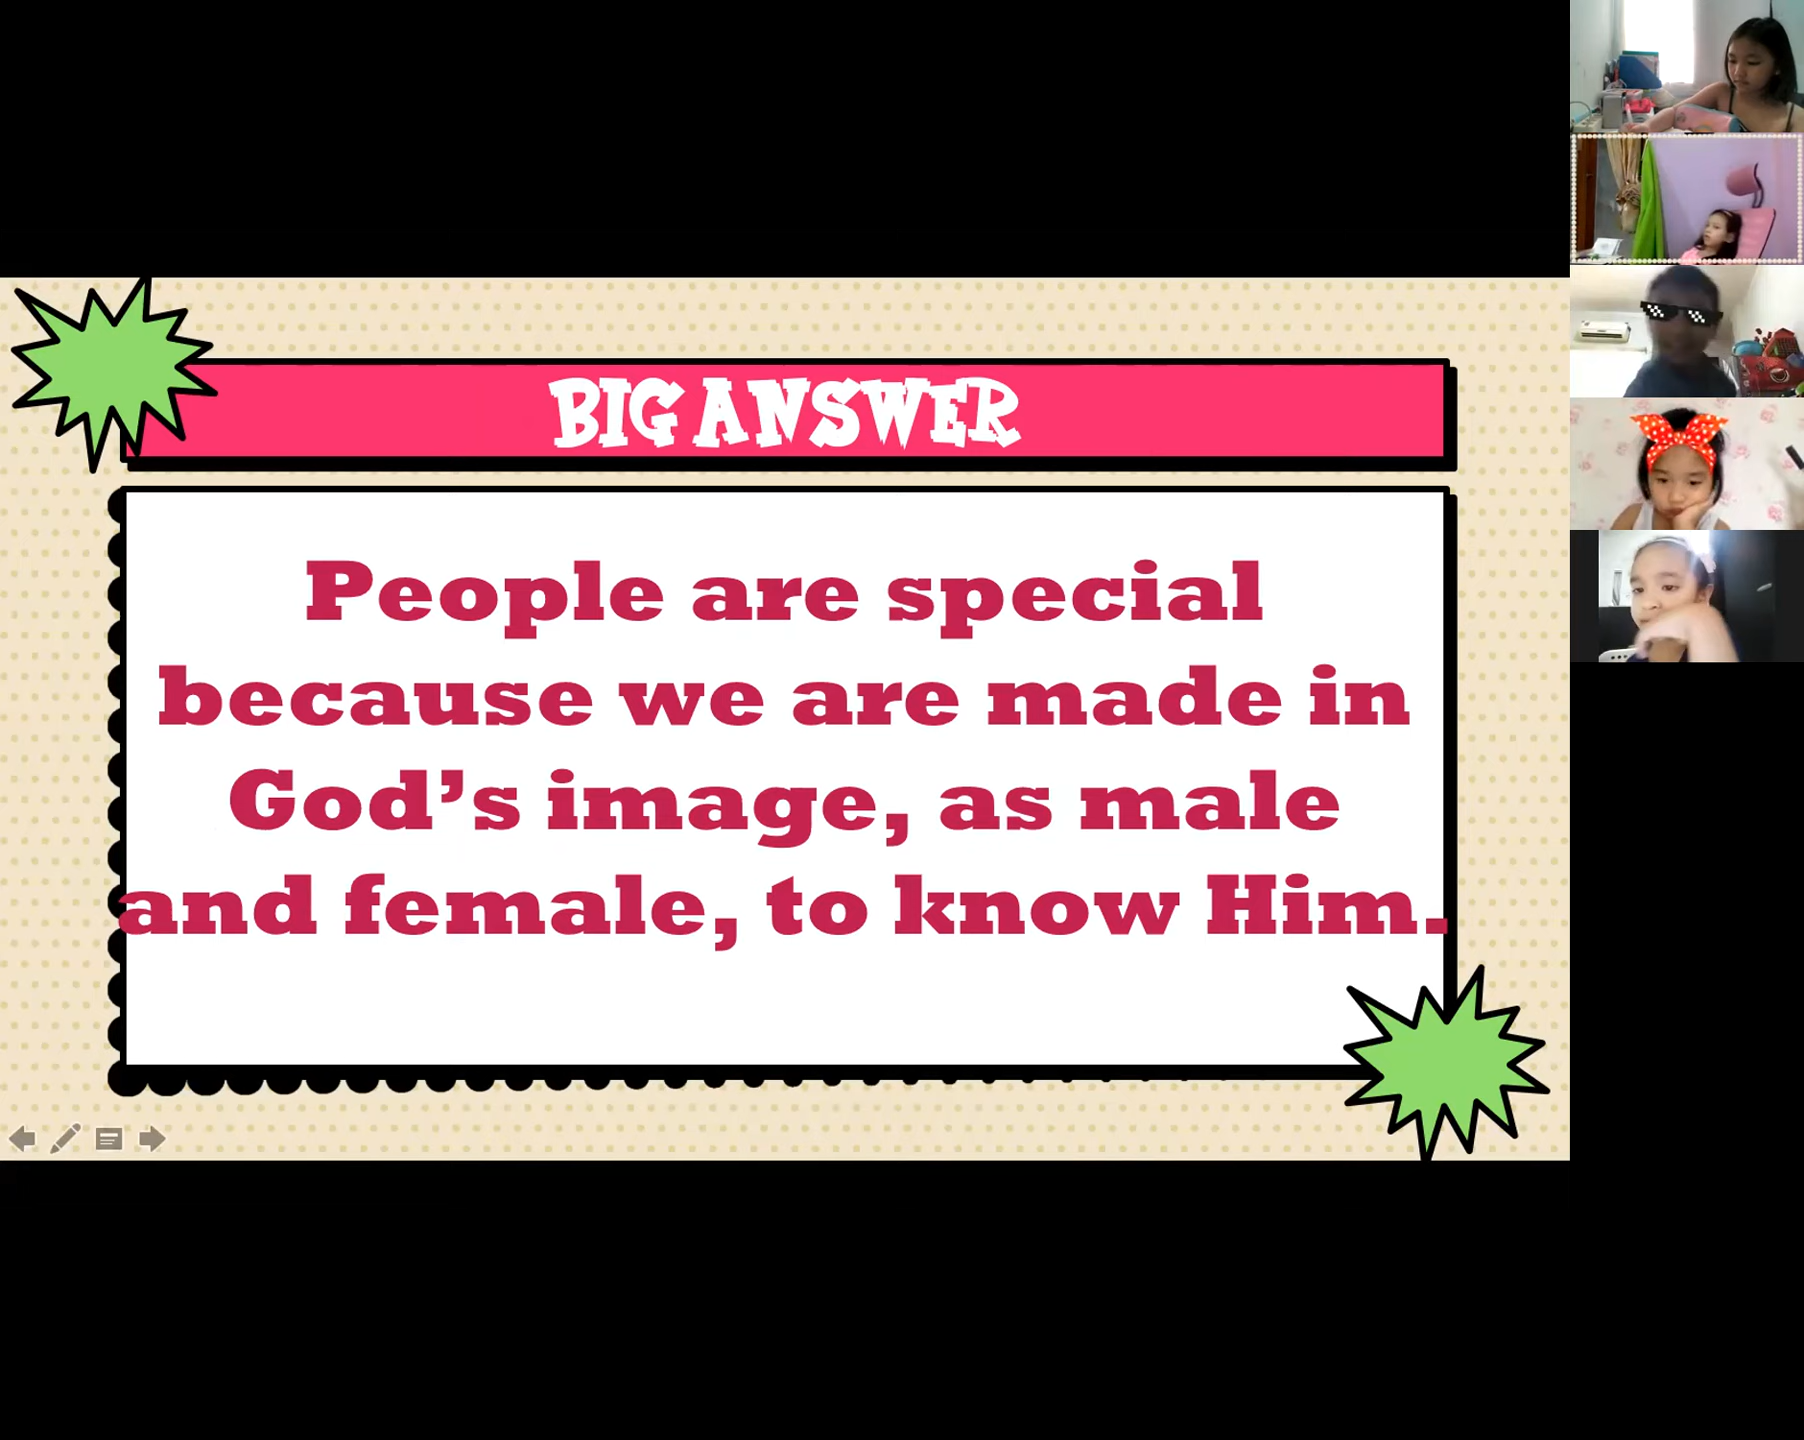 BIG ANSWER
People are special
because we are made in
God's image, as male
and female, to know Him.